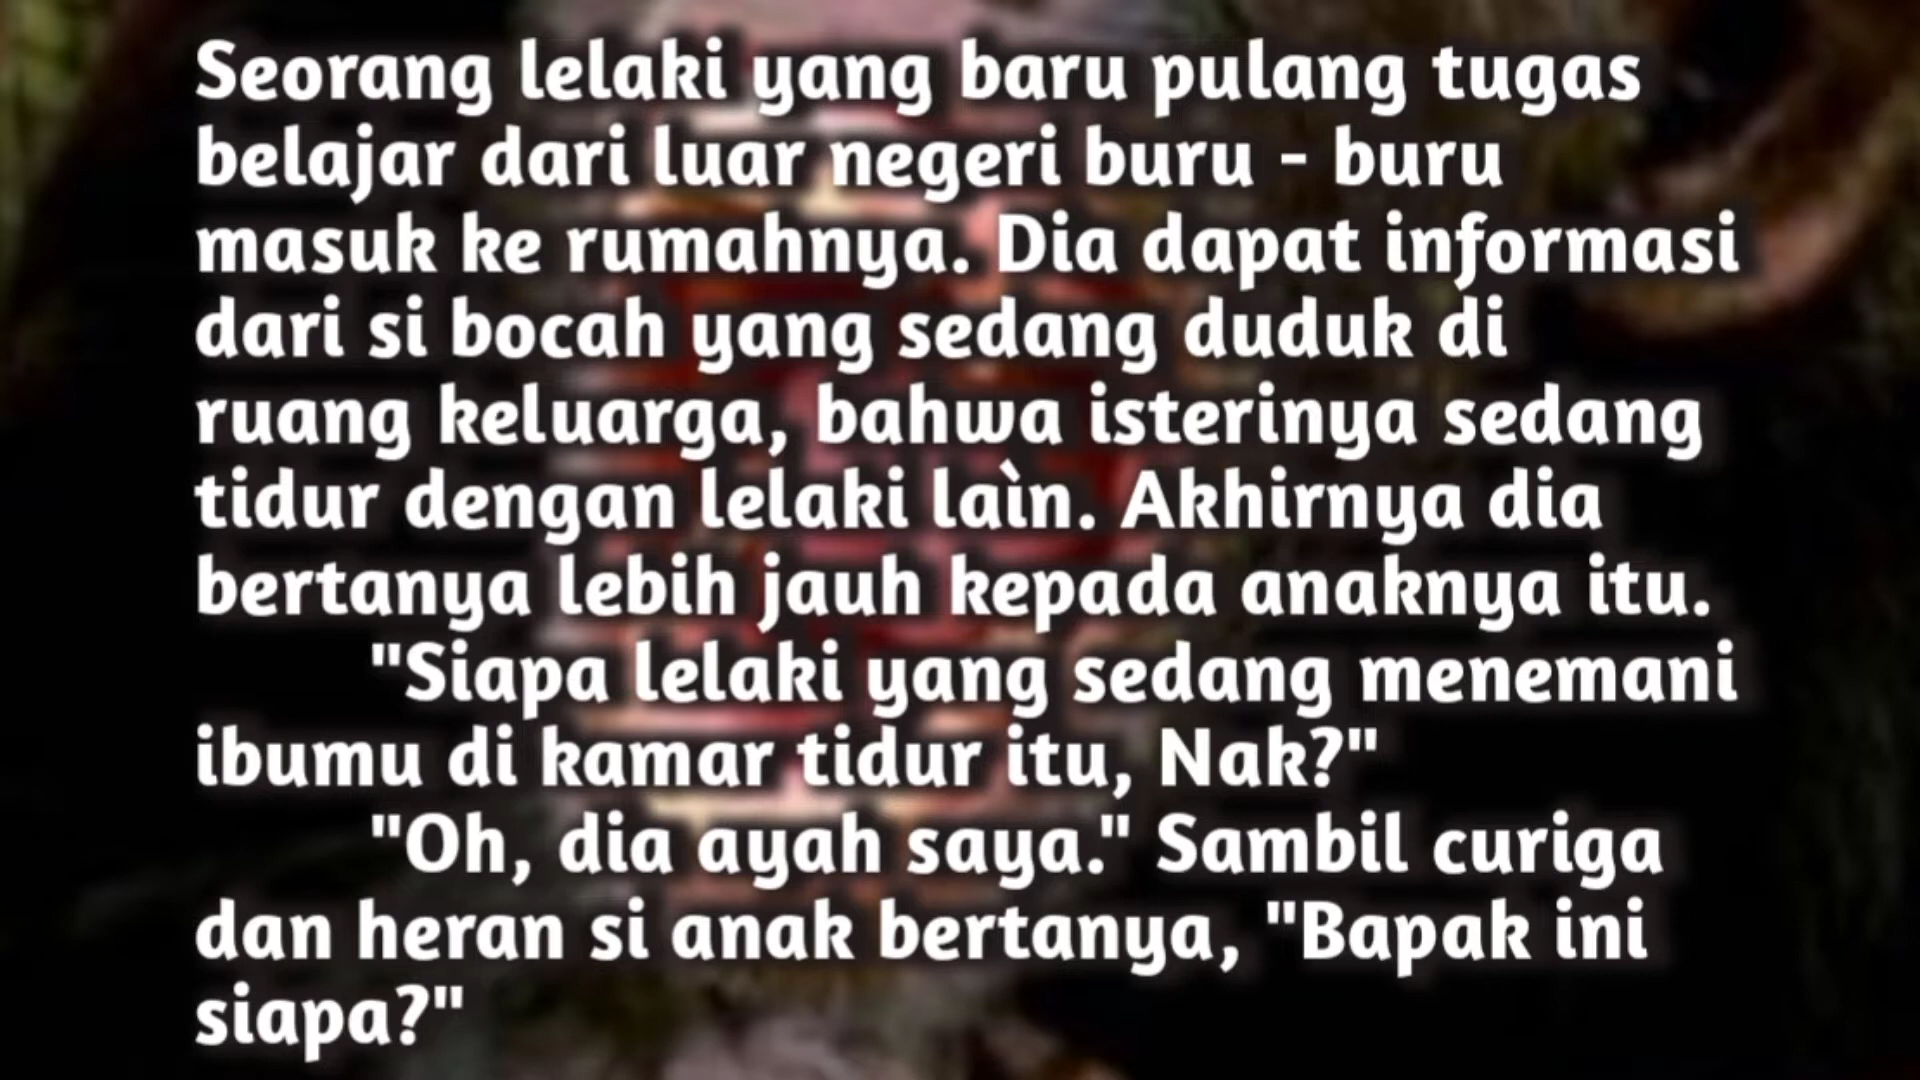 Seorang lelaki yang baru pulang tugas
belajar dari luar negeri buru - buru
masuk ke rumahnya. Dia dapat informasi
dari si bocah yang sedang duduk di
ruang keluarga, bahwa isterinya sedang
tidur dengan lelaki laìn. Akhirnya dia
bertanya lebih jauh kepada anaknya itu.
"Siapa lelaki yang sedang menemani
ibumu di kamar tidur itu, Nak?"
"Oh, dia ayah saya." Sambil curiga
dan heran si anak bertanya, "Bapak ini
siapa?"